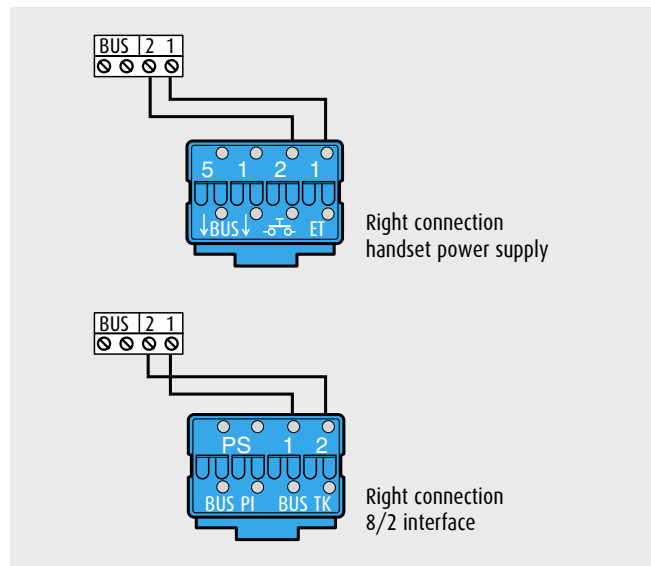 BUS 2 1
5 1 2 1
↓BUS↓ ET
Right connection
handset power supply
BUS 2 1
PS 1 2
BUS PI BUS TK
Right connection
8/2 interface